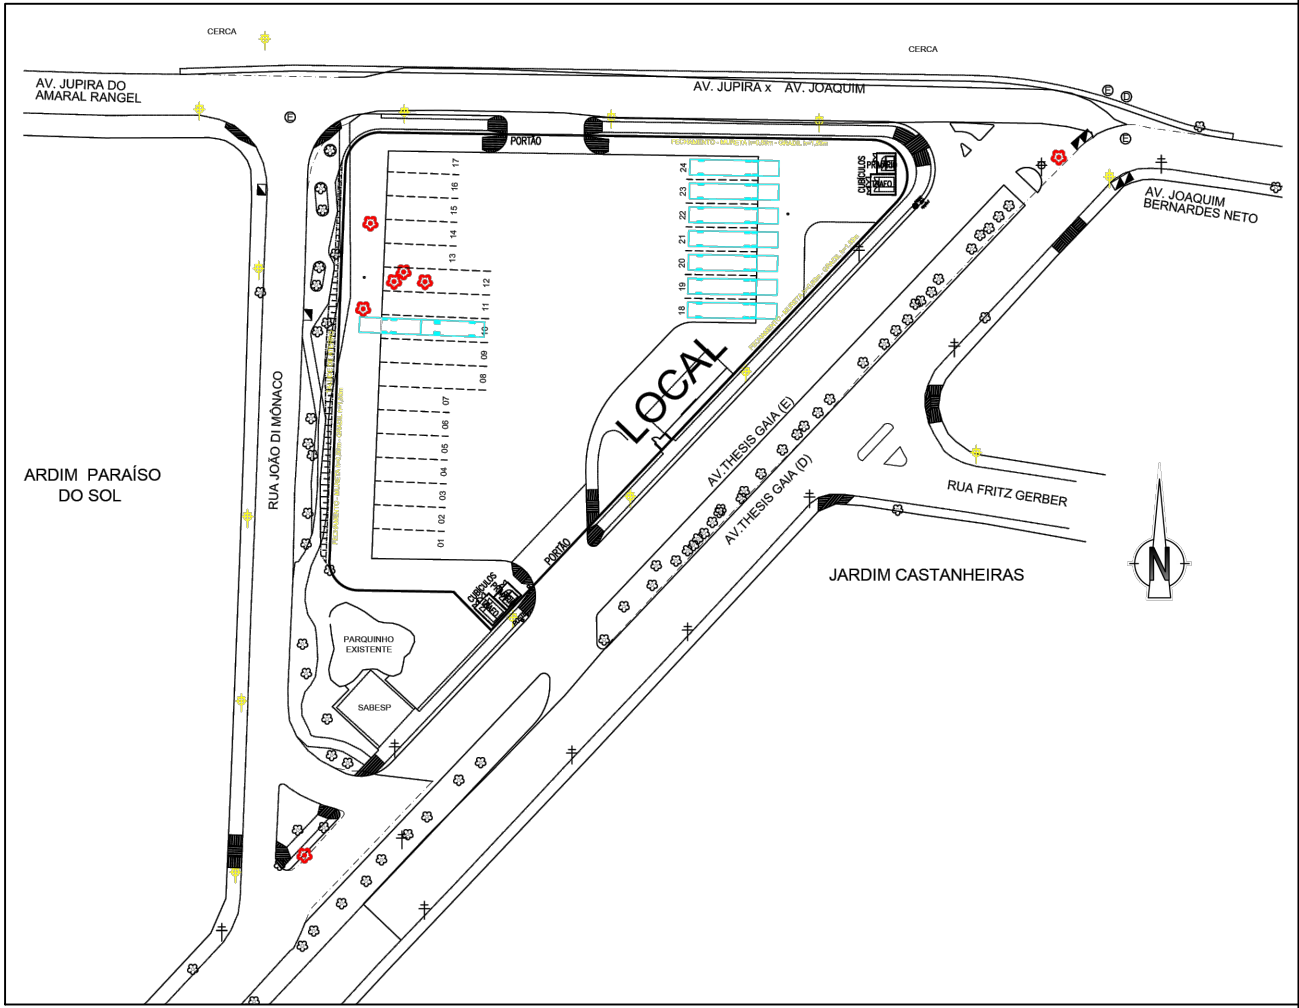 CERCA
CERCA
AV. JUPIRA DO
AMARAL RANGEL
AV. JUPIRA x AV. JOAQUIM
E
E
D
E
PORTÃO
17
16
15
14
13
12
11
10
09
08
07
06
05
04
03
02
01
24
23
22
21
20
19
18
CUBÍCULOS
PRIMÁRIO
TRAFO
AV. JOAQUIM
BERNARDES NETO
LOCAL
RUA JOÃO DI MÔNACO
AV. THESIS GAIA (E)
AV. THESIS GAIA (D)
ARDIM PARAÍSO
DO SOL
RUA FRITZ GERBER
PORTÃO
CUBÍCULOS
JARDIM CASTANHEIRAS
N
PARQUINHO
EXISTENTE
SABESP